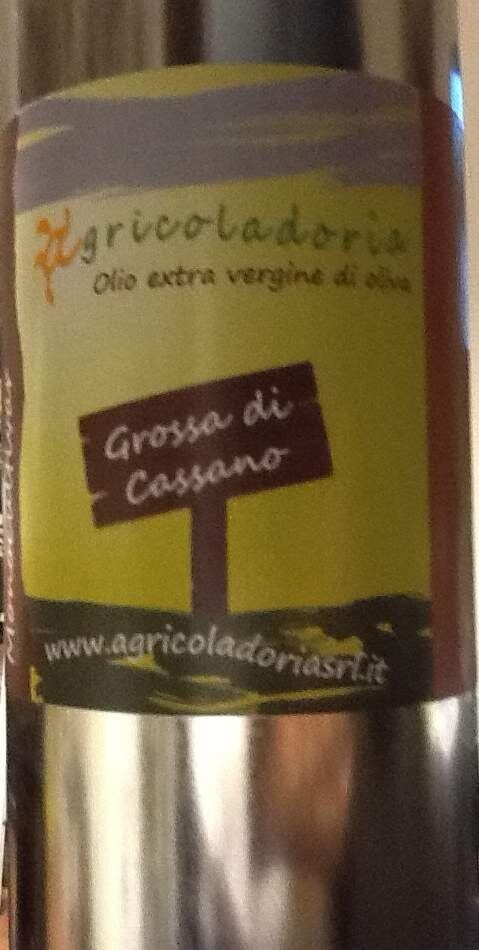 Agricoladoria
Olio extra vergine di oliva
Grossa di
Cassano
www.agricoladoriasrl.it